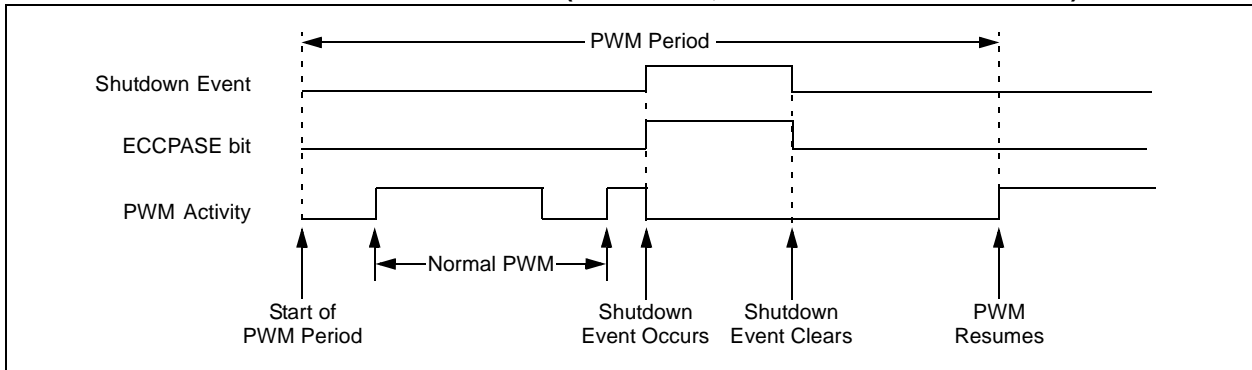 PWM Period
Shutdown Event
ECCPASE bit
PWM Activity
Normal PWM
Start of
PWM Period
Shutdown
Event Occurs
Shutdown
Event Clears
PWM
Resumes